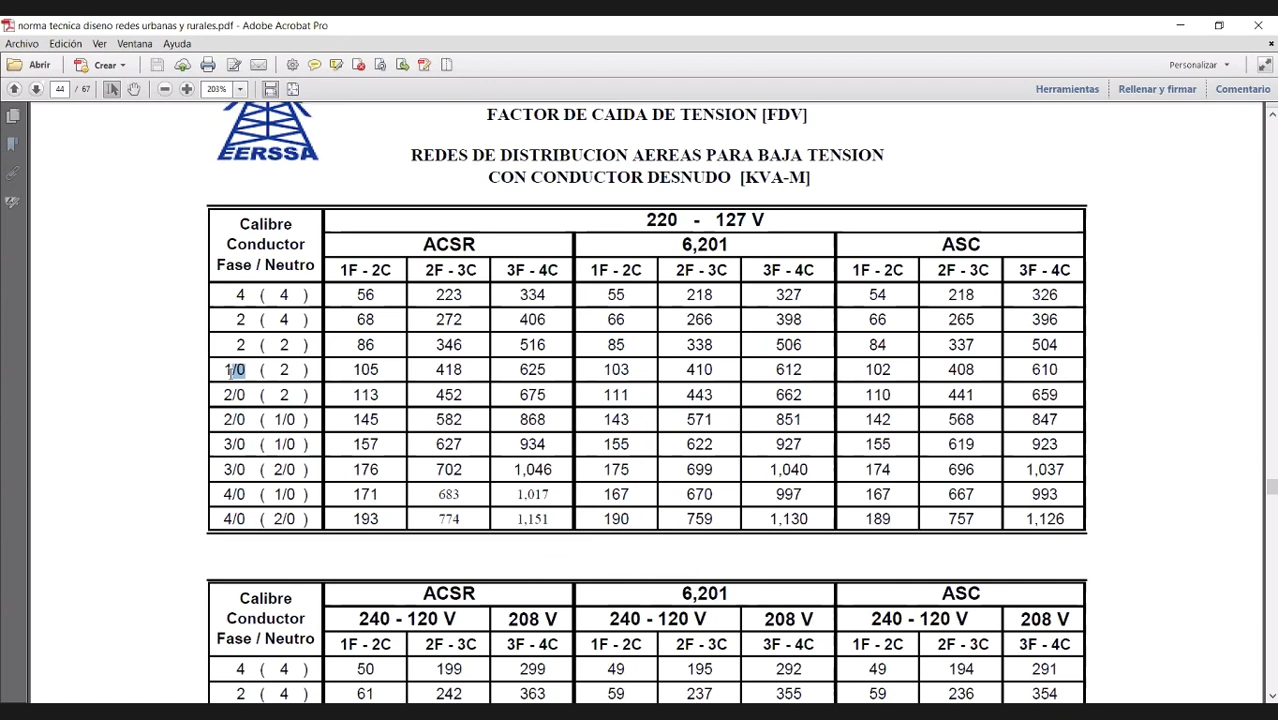 norma tecnica diseno redes urbanas y rurales.pdf - Adobe Acrobat Pro
Archivo Edición Ver Ventana Ayuda
Abrir Crear Personalizar
44 / 67 203% Herramientas Rellenar y firmar Comentario
EERSSA
FACTOR DE CAIDA DE TENSION [FDV]
REDES DE DISTRIBUCION AEREAS PARA BAJA TENSION
CON CONDUCTOR DESNUDO [KVA-M]
Calibre Conductor Fase / Neutro 220 - 127 V
ACSR 6,201 ASC
1F - 2C 2F - 3C 3F - 4C 1F - 2C 2F - 3C 3F - 4C 1F - 2C 2F - 3C 3F - 4C
4 ( 4 ) 56 223 334 55 218 327 54 218 326
2 ( 4 ) 68 272 406 66 266 398 66 265 396
2 ( 2 ) 86 346 516 85 338 506 84 337 504
1/0 ( 2 ) 105 418 625 103 410 612 102 408 610
2/0 ( 2 ) 113 452 675 111 443 662 110 441 659
2/0 ( 1/0 ) 145 582 868 143 571 851 142 568 847
3/0 ( 1/0 ) 157 627 934 155 622 927 155 619 923
3/0 ( 2/0 ) 176 702 1,046 175 699 1,040 174 696 1,037
4/0 ( 1/0 ) 171 683 1,017 167 670 997 167 667 993
4/0 ( 2/0 ) 193 774 1,151 190 759 1,130 189 757 1,126
Calibre Conductor Fase / Neutro ACSR 6,201 ASC
240 - 120 V 208 V 240 - 120 V 208 V 240 - 120 V 208 V
1F - 2C 2F - 3C 3F - 4C 1F - 2C 2F - 3C 3F - 4C 1F - 2C 2F - 3C 3F - 4C
4 ( 4 ) 50 199 299 49 195 292 49 194 291
2 ( 4 ) 61 242 363 59 237 355 59 236 354